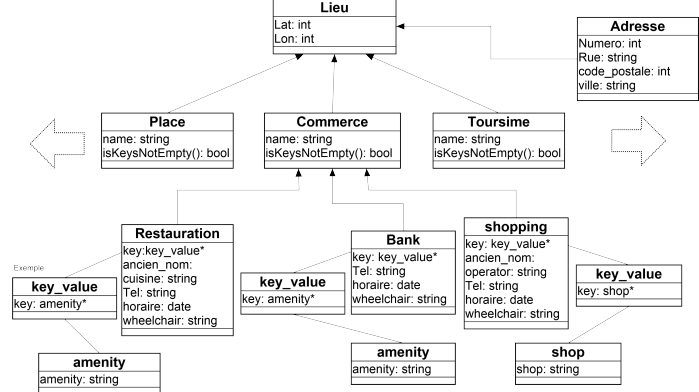 Lieu
Lat: int
Lon: int
Adresse
Numero: int
Rue: string
code_postale: int
ville: string
Place
name: string
isKeysNotEmpty(): bool
Commerce
name: string
isKeysNotEmpty(): bool
Toursime
name: string
isKeysNotEmpty(): bool
Restauration
key:key_value*
ancien_nom:
cuisine: string
Tel: string
horaire: date
wheelchair: string
Bank
key: key_value*
Tel: string
horaire: date
wheelchair: string
shopping
key: key_value*
ancien_nom:
operator: string
Tel: string
horaire: date
wheelchair: string
Exemple
key_value
key: amenity*
key_value
key: amenity*
key_value
key: shop*
amenity
amenity: string
amenity
amenity: string
shop
shop: string